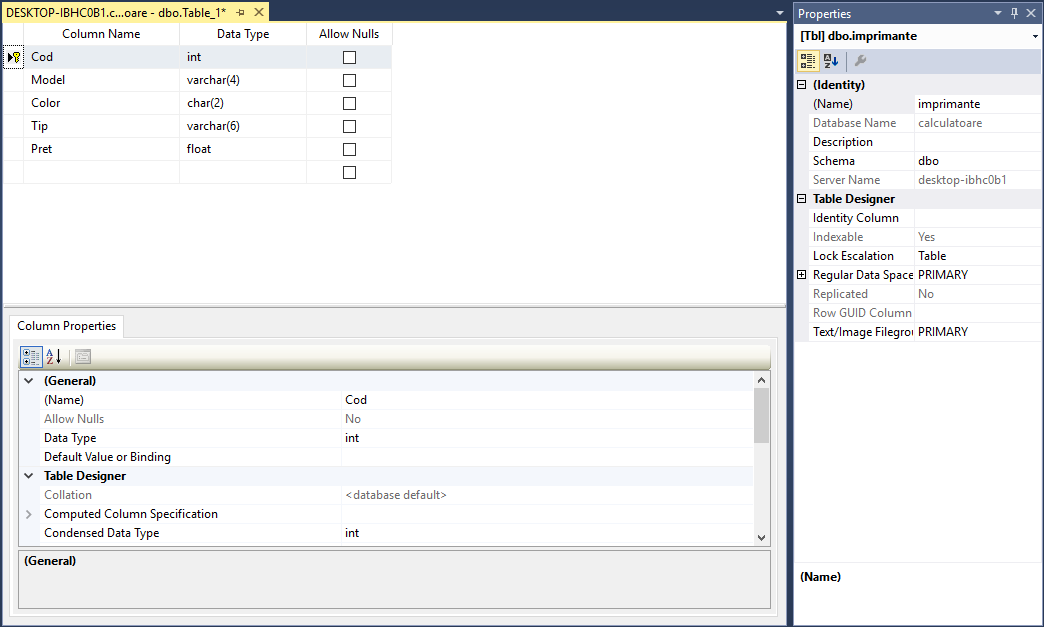 DESKTOP-IBHC0B1.c...oare - dbo.Table_1*
Column Name Data Type Allow Nulls
Cod int
Model varchar(4)
Color char(2)
Tip varchar(6)
Pret float
Column Properties
(General)
(Name) Cod
Allow Nulls No
Data Type int
Default Value or Binding
Table Designer
Collation <database default>
Computed Column Specification
Condensed Data Type int
(General)
Properties
[Tbl] dbo.imprimante
(Identity)
(Name) imprimante
Database Name calculatoare
Description
Schema dbo
Server Name desktop-ibhc0b1
Table Designer
Identity Column
Indexable Yes
Lock Escalation Table
Regular Data Space PRIMARY
Replicated No
Row GUID Column
Text/Image Filegrou PRIMARY
(Name)